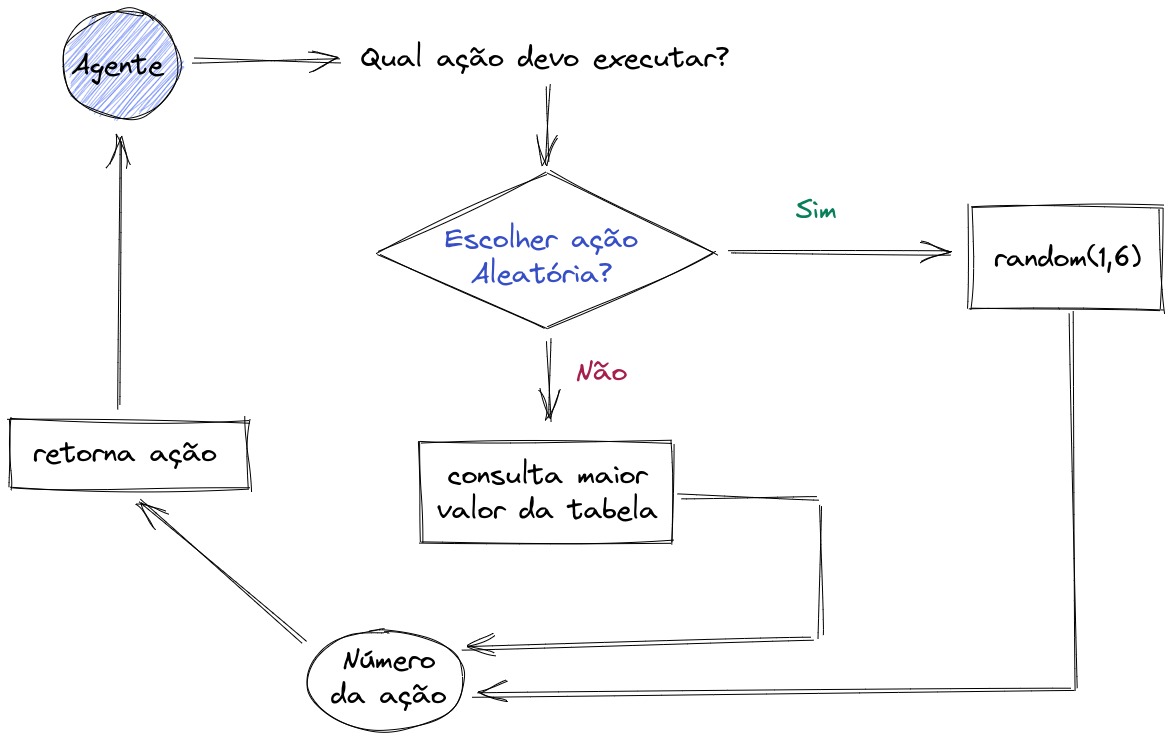 Agente
Qual ação devo executar?
Escolher ação
Aleatória?
Sim
random(1,6)
Não
consulta maior
valor da tabela
retorna ação
Número
da ação